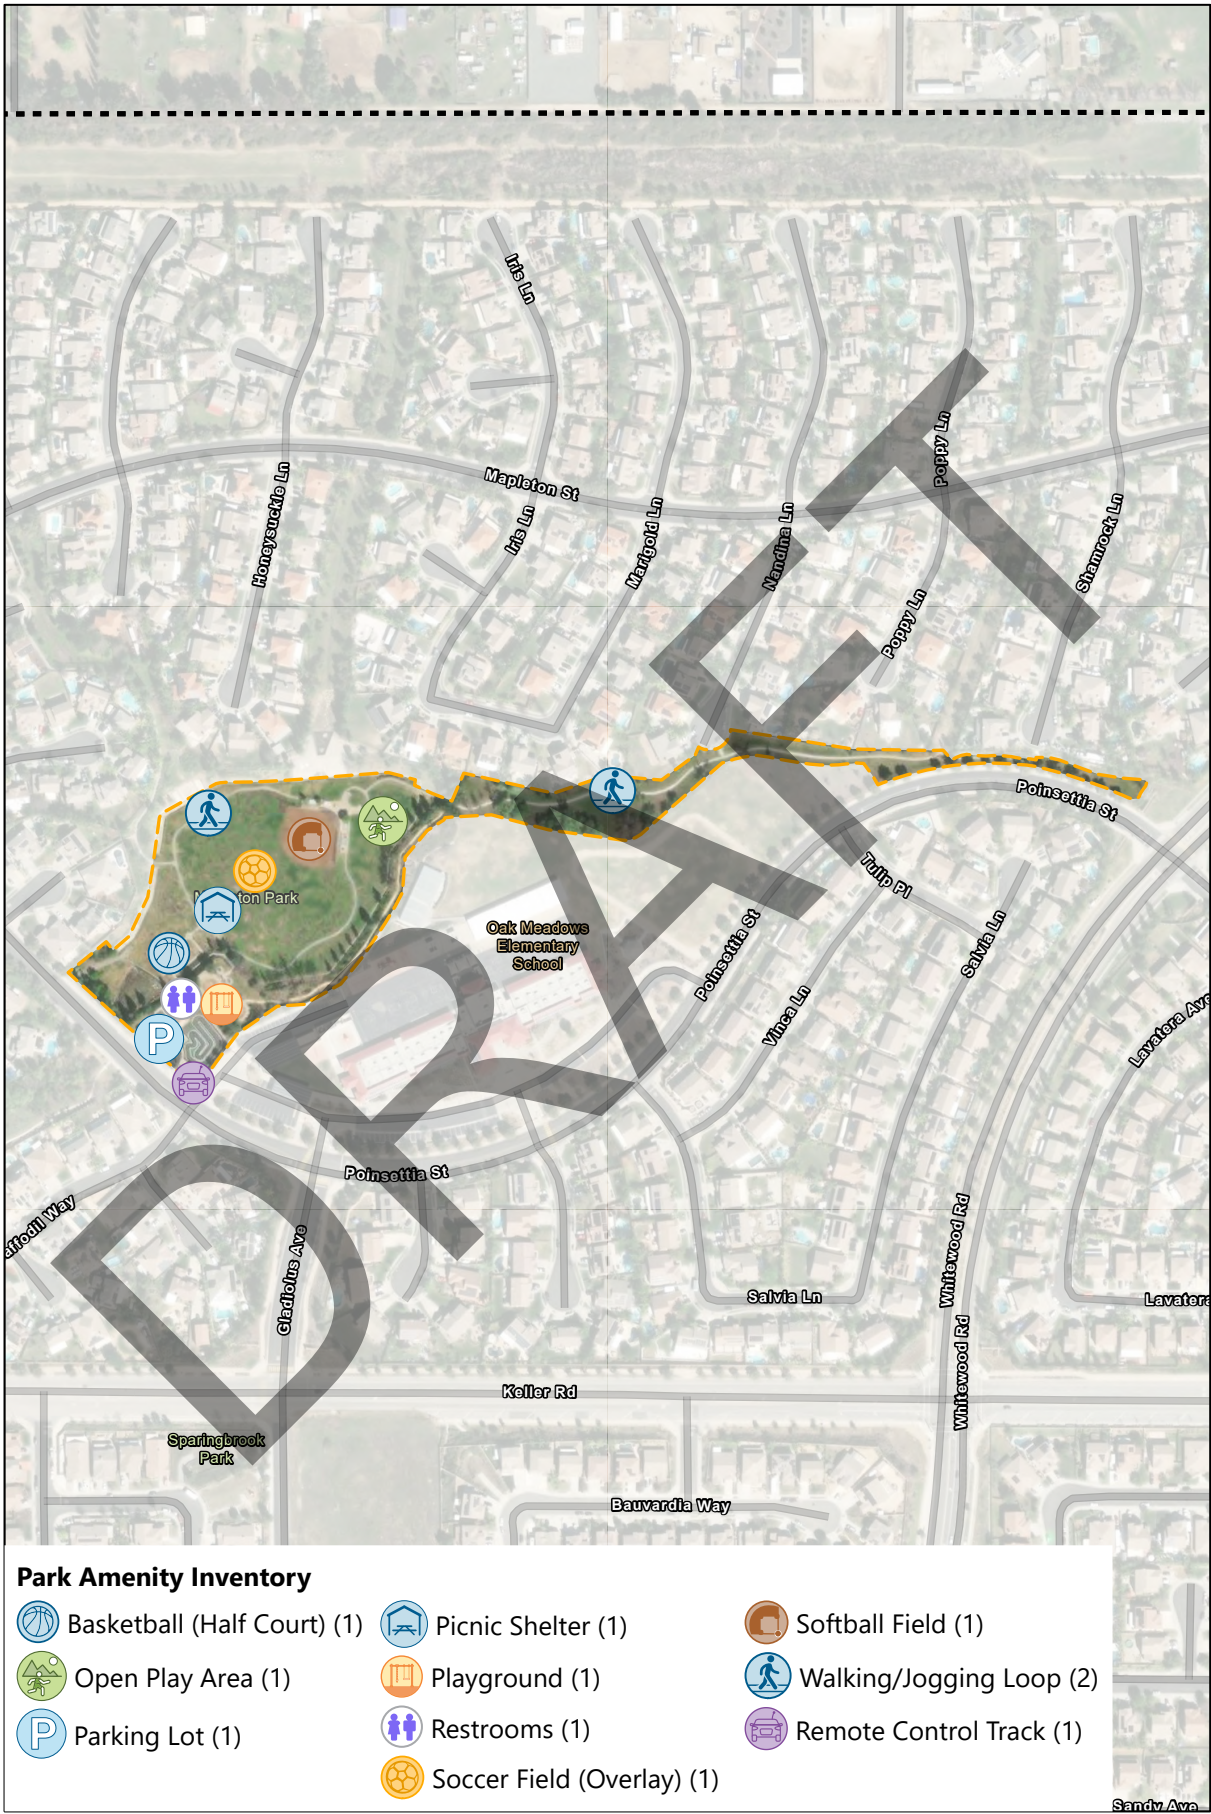 Iris Ln
Mapleton St
Honeysuckle Ln
Iris Ln
Marigold Ln
Nandina Ln
Poppy Ln
Shamrock Ln
Poppy Ln
Poinsettia St
Tulip Pl
ton Park
Oak Meadows
Elementary
School
Poinsettia St
Salvia Ln
Vinca Ln
Lavatera Ave
P
Poinsettia St
affodil Way
Gladiolus Ave
Whitewood Rd
Salvia Ln
Lavatera
Whitewood Rd
Keller Rd
Sparingbrook
Park
Bauvardia Way
DRAFT
Park Amenity Inventory
Basketball (Half Court) (1)
Open Play Area (1)
P Parking Lot (1)
Picnic Shelter (1)
Playground (1)
Restrooms (1)
Soccer Field (Overlay) (1)
Softball Field (1)
Walking/Jogging Loop (2)
Remote Control Track (1)
Sandy Ave